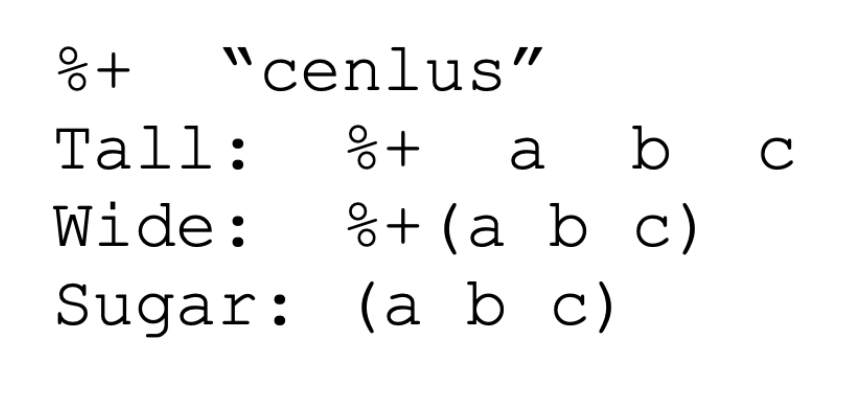 %+  “cenlus”
Tall:  %+  a  b  c
Wide:  %+(a b c)
Sugar: (a b c)